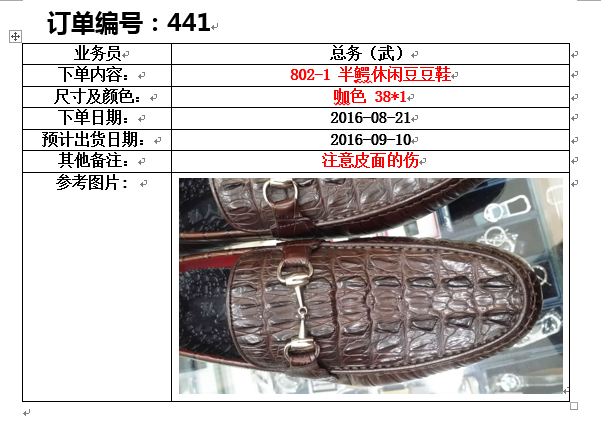 订单编号：441
业务员 总务（武）
下单内容： 802-1 半鳄休闲豆豆鞋
尺寸及颜色： 咖色 38*1
下单日期： 2016-08-21
预计出货日期： 2016-09-10
其他备注： 注意皮面的伤
参考图片: